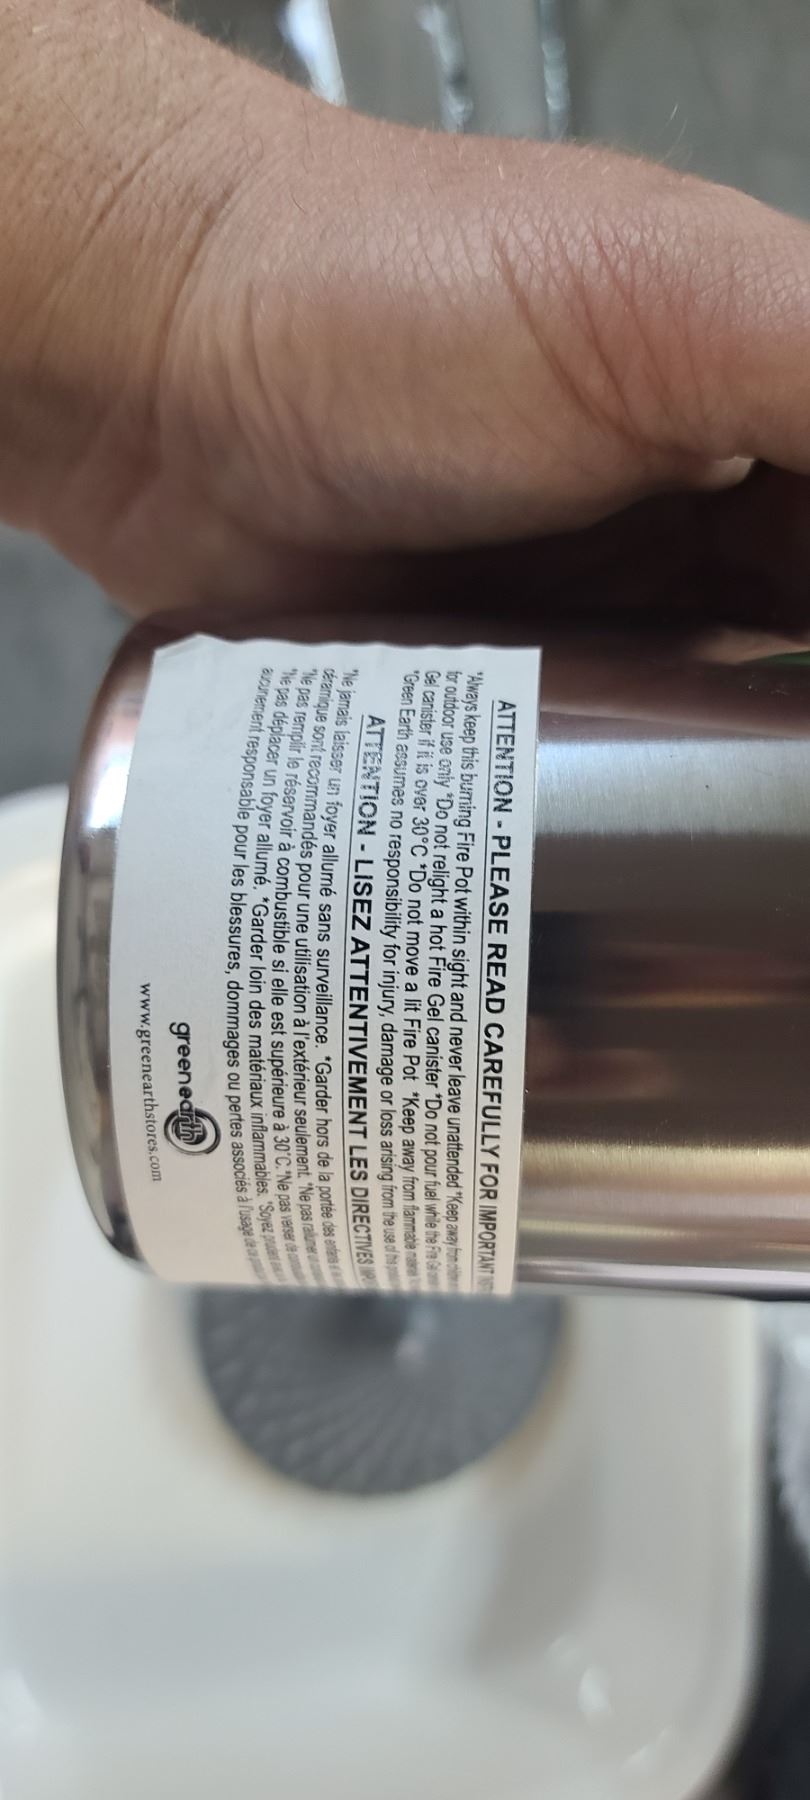 ATTENTION - PLEASE READ CAREFULLY FOR IMPORTANT
*Always keep this burning Fire Pot within sight and never leave unattended *Keep away from
for outdoor use only *Do not relight a hot Fire Gel canister *Do not pour fuel while the Fire Gel
Gel canister if it is over 30°C *Do not move a lit Fire Pot *Keep away from flammable
*Green Earth assumes no responsibility for injury, damage or loss arising from the use of this
ATTENTION - LISEZ ATTENTIVEMENT LES DIRECTIVES
*Ne jamais laisser un foyer allumé sans surveillance. *Garder hors de la portée des enfants
céramique sont recommandés pour une utilisation à l'extérieur seulement. *Ne pas rallumer
*Ne pas remplir le réservoir à combustible si elle est supérieure à 30°C. *Ne pas verser
*Ne pas déplacer un foyer allumé. *Garder loin des matériaux inflammables. *Soyez
aucunement responsable pour les blessures, dommages ou pertes associés à l'usage
greenearth
www.greenearthstores.com